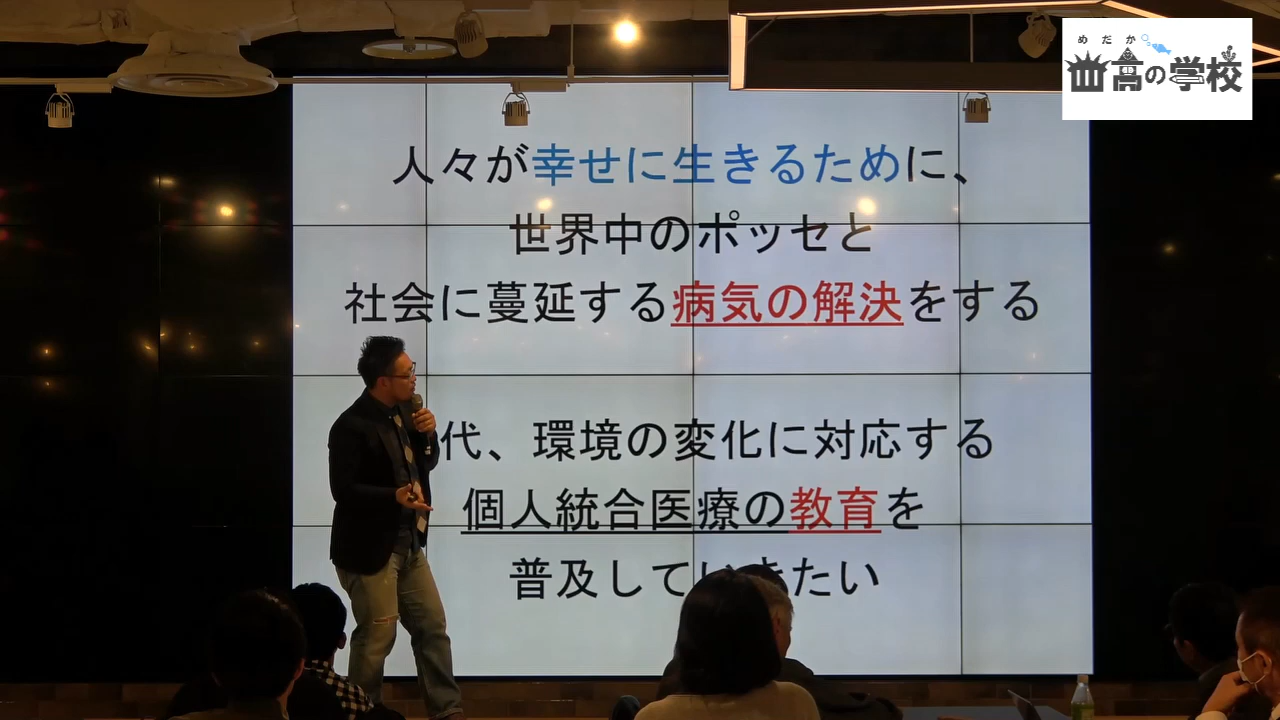 めだか
皿高の学校
人々が幸せに生きるために、
世界中のポッセと
社会に蔓延する病気の解決をする
代、環境の変化に対応する
個人統合医療の教育を
普及していきたい